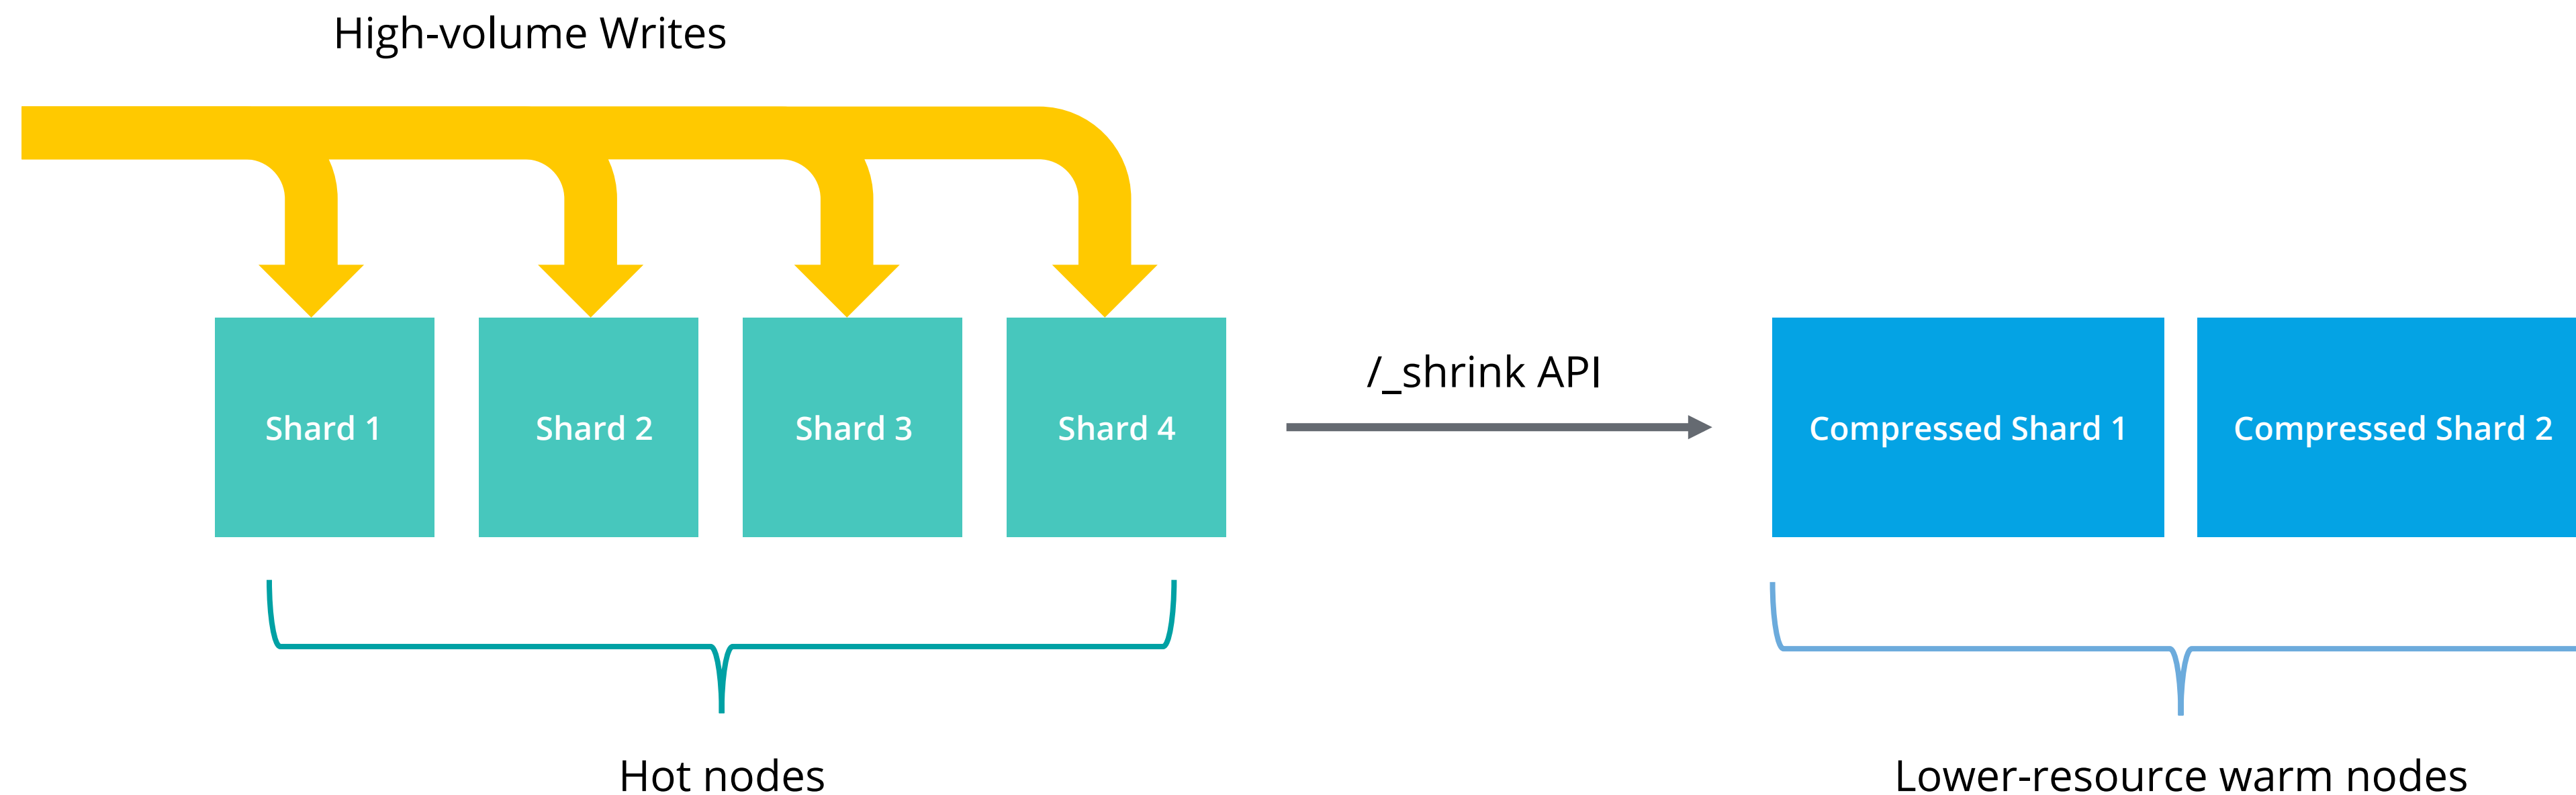 High-volume Writes
/_shrink API
Shard 1
Shard 2
Shard 3
Shard 4
Compressed Shard 1
Compressed Shard 2
Hot nodes
Lower-resource warm nodes